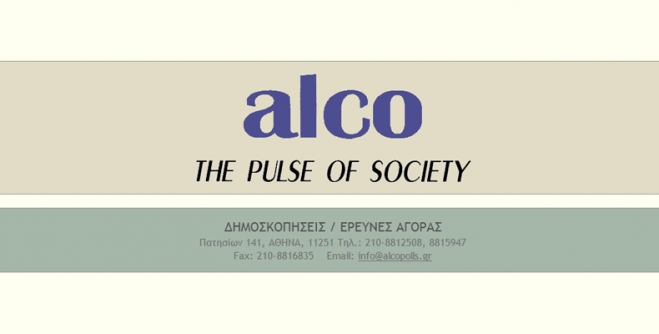 alco
THE PULSE OF SOCIETY
ΔΗΜΟΣΚΟΠΗΣΕΙΣ / ΕΡΕΥΝΕΣ ΑΓΟΡΑΣ
Πατησίων 141, ΑΘΗΝΑ, 11251 Τηλ.: 210-8812508, 8815947
Fax: 210-8816835 Email: info@alcopolls.gr